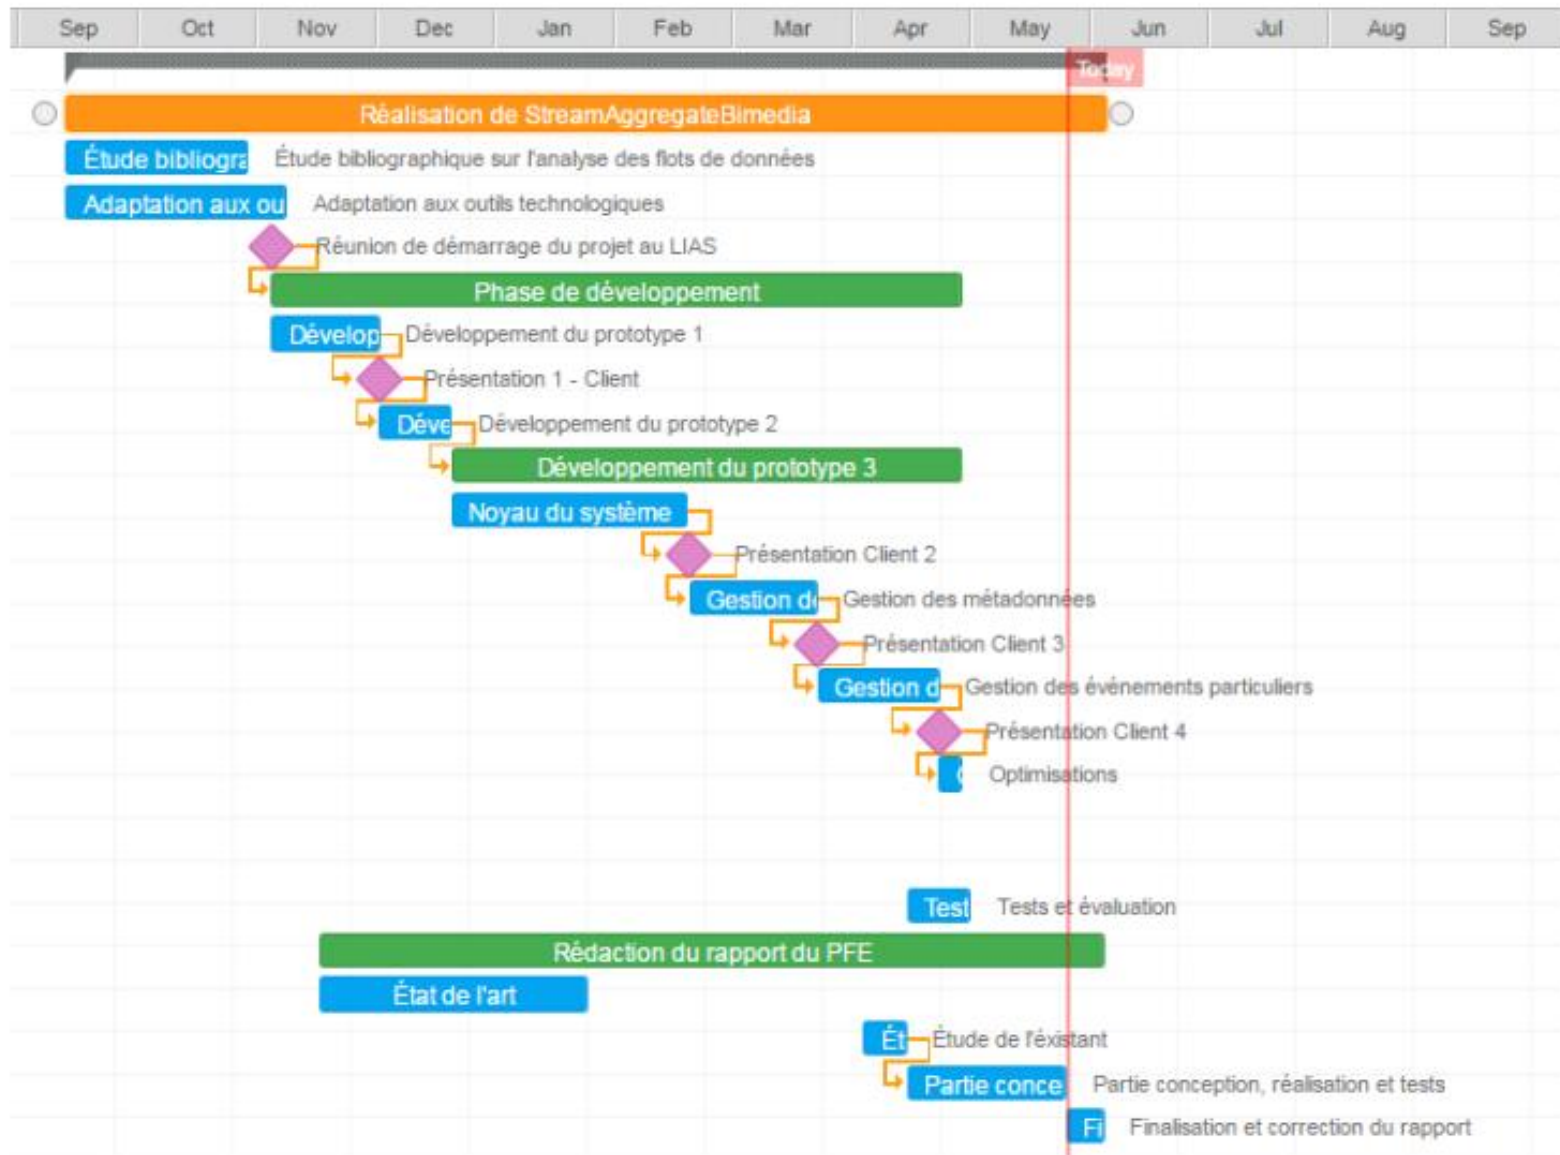 Sep Oct Nov Dec Jan Feb Mar Apr May Jun Jul Aug Sep
Today
Réalisation de StreamAggregateBimedia
Étude bibliogra Étude bibliographique sur l'analyse des flots de données
Adaptation aux ou Adaptation aux outils technologiques
Réunion de démarrage du projet au LIAS
Phase de développement
Dévelop Développement du prototype 1
Présentation 1 - Client
Déve Développement du prototype 2
Développement du prototype 3
Noyau du système
Présentation Client 2
Gestion de Gestion des métadonnées
Présentation Client 3
Gestion d Gestion des événements particuliers
Présentation Client 4
Optimisations
Test Tests et évaluation
Rédaction du rapport du PFE
État de l'art
Ét Étude de l'éxistant
Partie conce Partie conception, réalisation et tests
Fi Finalisation et correction du rapport